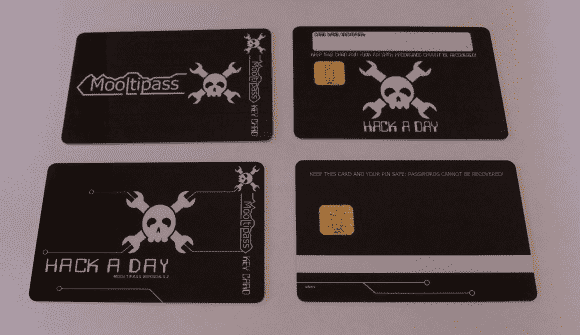 Mooltipass
Mooltipass KEY CARD
KEEP THIS CARD AND YOUR PIN SAFE: PASSWORDS CANNOT BE RECOVERED!
HACK A DAY
HACK A DAY
Mooltipass KEY CARD
KEEP THIS CARD AND YOUR PIN SAFE: PASSWORDS CANNOT BE RECOVERED!